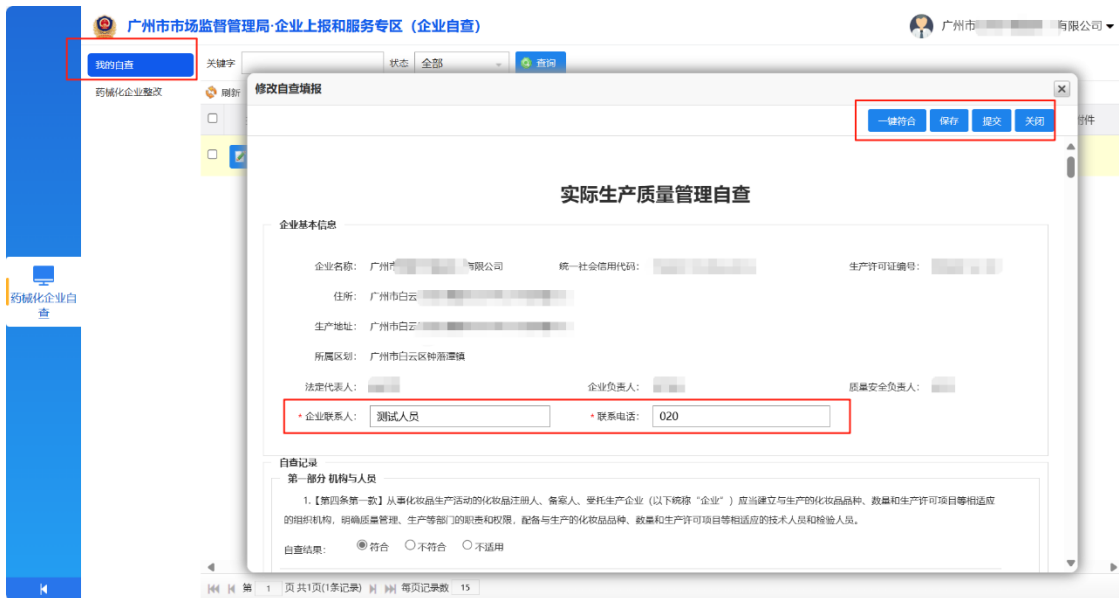 广州市市场监督管理局·企业上报和服务专区（企业自查）
广州市 有限公司
我的自查
药械化企业整改
药械化企业自查
关键字
状态 全部 查询
刷新
附件
修改自查填报
一键符合 保存 提交 关闭
实际生产质量管理自查
企业基本信息
企业名称： 广州市 有限公司 统一社会信用代码： 生产许可证编号：
住所： 广州市白云
生产地址： 广州市白云
所属区划： 广州市白云区钟落潭镇
法定代表人： 企业负责人： 质量安全负责人：
* 企业联系人： 测试人员 * 联系电话： 020
自查记录
第一部分 机构与人员
1.【第四条第一款】从事化妆品生产活动的化妆品注册人、备案人、受托生产企业（以下统称“企业”）应当建立与生产的化妆品品种、数量和生产许可项目等相适应
的组织机构，明确质量管理、生产等部门的职责和权限，配备与生产的化妆品品种、数量和生产许可项目等相适应的技术人员和检验人员。
自查结果： 符合 不符合 不适用
第 1 页 共1页(1条记录) 每页记录数 15